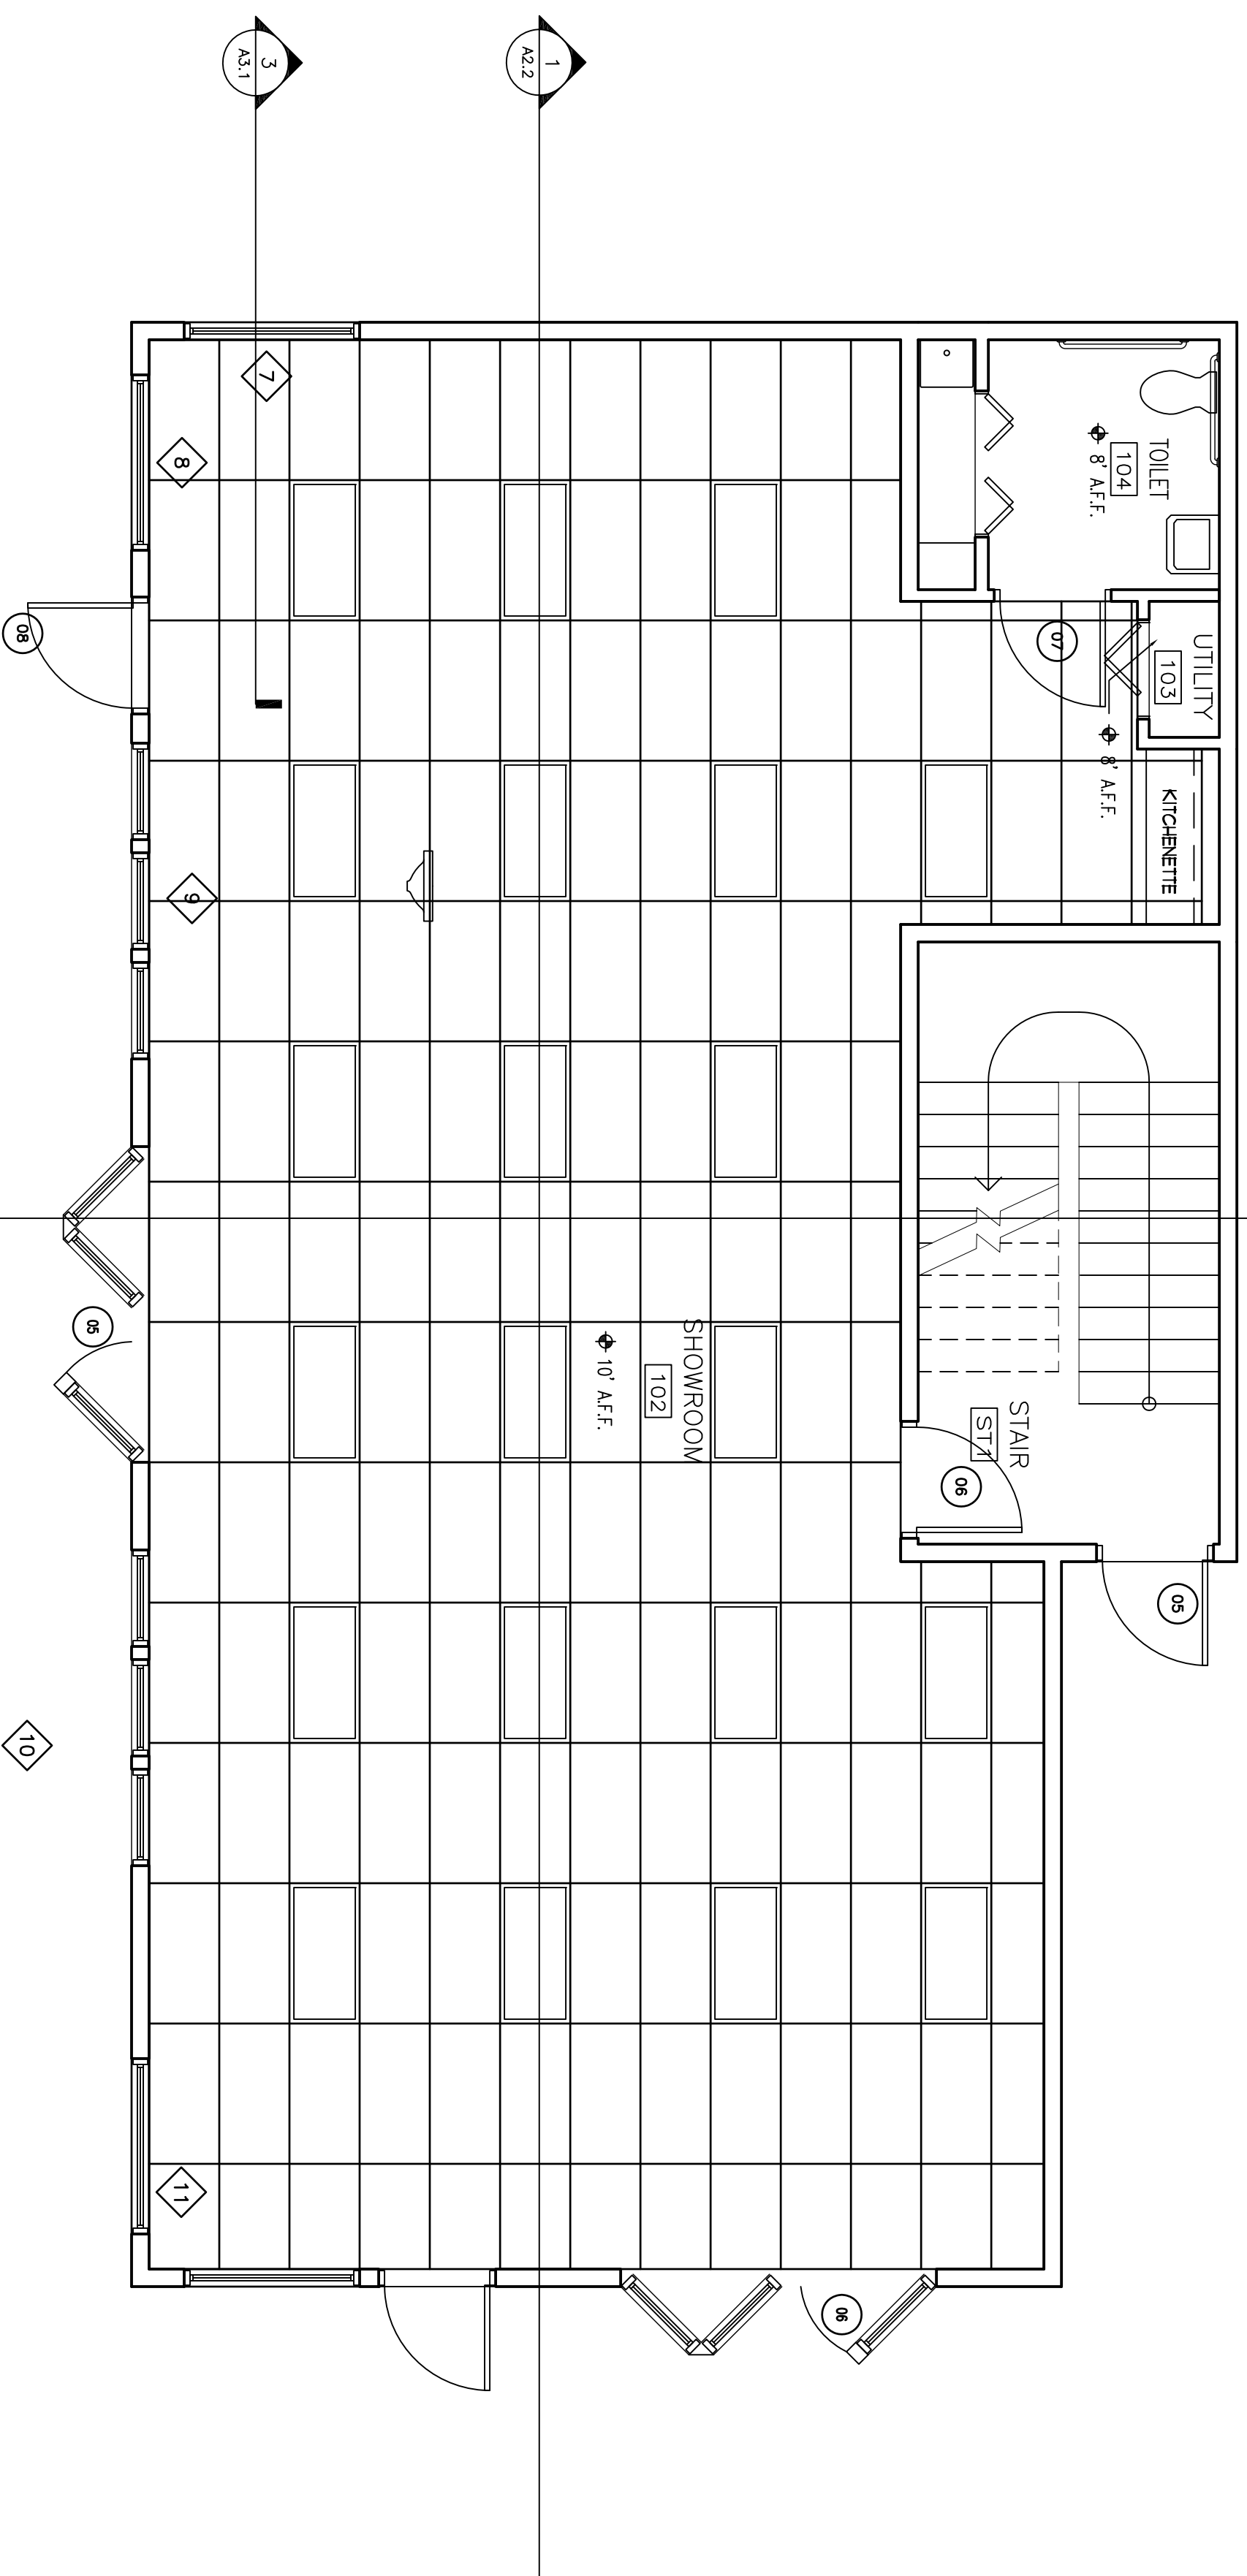 3
A3.1
1
A2.2
7
8
TOILET
104
8' A.F.F.
08
07
UTILITY
103
8' A.F.F.
KITCHENETTE
9
05
SHOWROOM
102
10' A.F.F.
STAIR
ST1
06
05
10
11
06